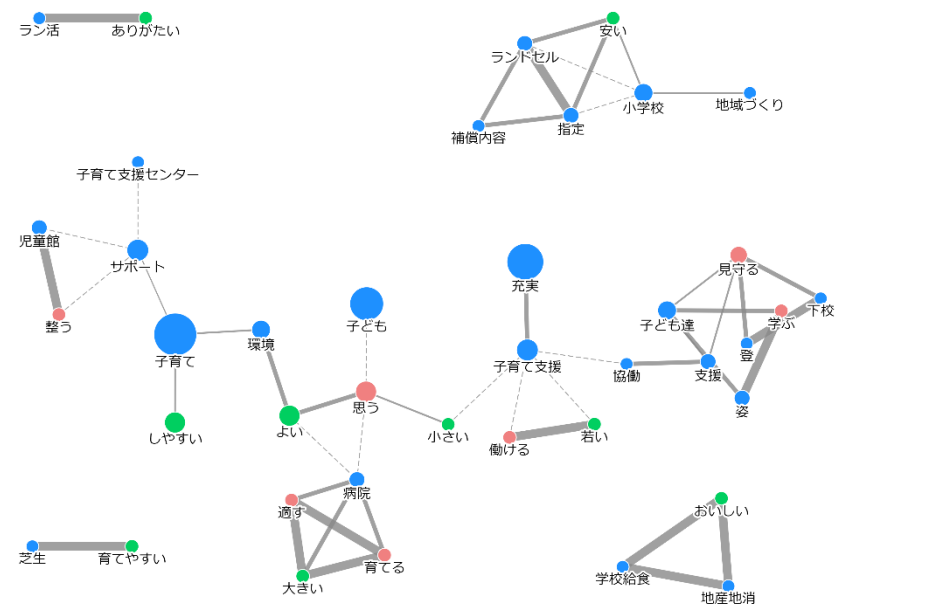 ラン活
ありがたい
安い
ランドセル
小学校
地域づくり
指定
補償内容
子育て支援センター
児童館
サポート
整う
子育て
環境
しやすい
よい
子ども
思う
小さい
充実
子育て支援
働ける
若い
協働
見守る
子ども達
学ぶ
下校
登
支援
姿
病院
適す
育てる
大きい
芝生
育てやすい
おいしい
学校給食
地産地消